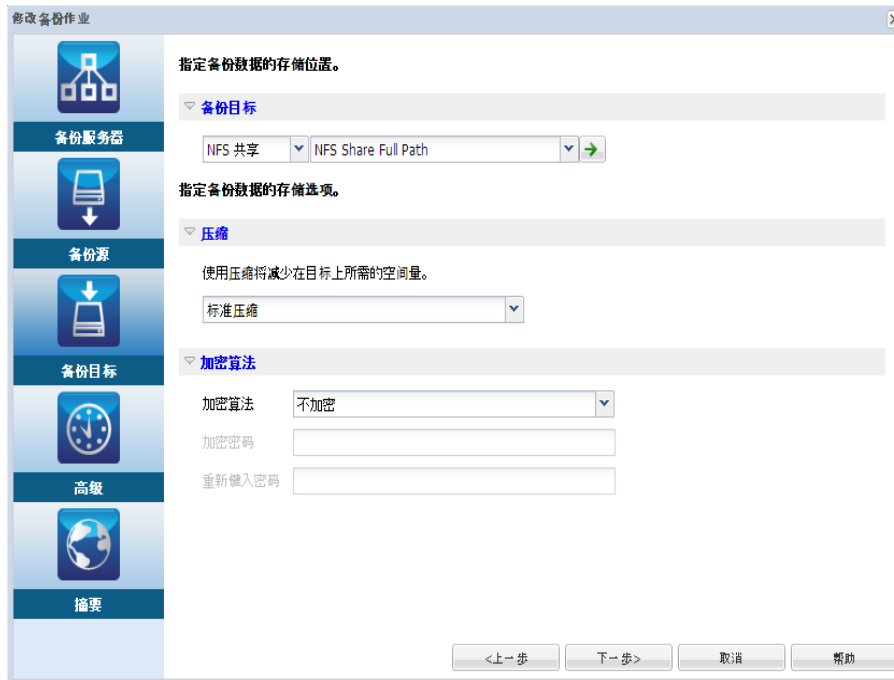 修改备份作业
备份服务器
备份源
备份目标
高级
摘要
指定备份数据的存储位置。
备份目标
NFS 共享 NFS Share Full Path
指定备份数据的存储选项。
压缩
使用压缩将减少在目标上所需的空间量。
标准压缩
加密算法
加密算法 不加密
加密密码
重新键入密码
<上一步 下一步> 取消 帮助